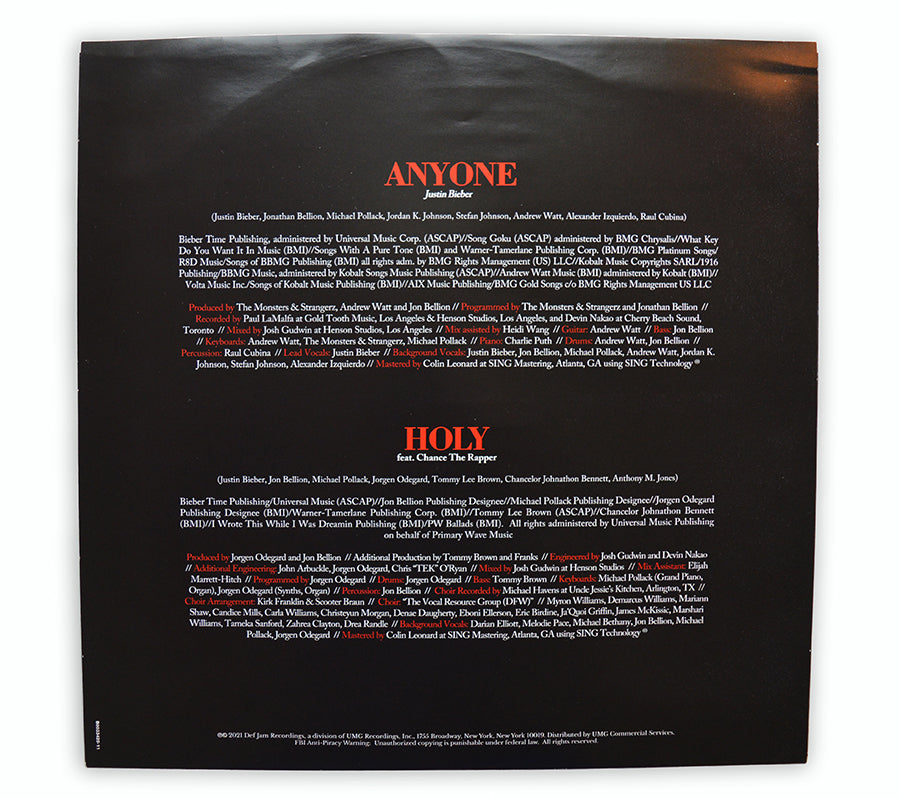 ANYONE
Justin Bieber
(Justin Bieber, Jonathan Bellion, Michael Pollack, Jordan K. Johnson, Stefan Johnson, Andrew Watt, Alexander Izquierdo, Raul Cubina)
Bieber Time Publishing, administered by Universal Music Corp. (ASCAP)//Song Goku (ASCAP) administered by BMG Chrysalis//What Key
Do You Want It In Music (BMI)//Songs With A Pure Tone (BMI) and Warner-Tamerlane Publishing Corp. (BMI)//BMG Platinum Songs/
R8D Music/Songs of BBMG Publishing (BMI) all rights adm. by BMG Rights Management (US) LLC//Kobalt Music Copyrights SARL/1916
Publishing/BBMG Music, administered by Kobalt Songs Music Publishing (ASCAP)//Andrew Watt Music (BMI) administered by Kobalt (BMI)//
Volta Music Inc./Songs of Kobalt Music Publishing (BMI)//AIX Music Publishing/BMG Gold Songs c/o BMG Rights Management US LLC
Produced by The Monsters & Strangerz, Andrew Watt and Jon Bellion // Programmed by The Monsters & Strangerz and Jonathan Bellion //
Recorded by Paul LaMalfa at Gold Tooth Music, Los Angeles & Henson Studios, Los Angeles, and Devin Nakao at Cherry Beach Sound,
Toronto // Mixed by Josh Gudwin at Henson Studios, Los Angeles // Mix assisted by Heidi Wang // Guitar: Andrew Watt // Bass: Jon Bellion
// Keyboards: Andrew Watt, The Monsters & Strangerz, Michael Pollack // Piano: Charlie Puth // Drums: Andrew Watt, Jon Bellion //
Percussion: Raul Cubina // Lead Vocals: Justin Bieber // Background Vocals: Justin Bieber, Jon Bellion, Michael Pollack, Andrew Watt, Jordan K.
Johnson, Stefan Johnson, Alexander Izquierdo // Mastered by Colin Leonard at SING Mastering, Atlanta, GA using SING Technology®
HOLY
feat. Chance The Rapper
(Justin Bieber, Jon Bellion, Michael Pollack, Jorgen Odegard, Tommy Lee Brown, Chancelor Johnathon Bennett, Anthony M. Jones)
Bieber Time Publishing/Universal Music (ASCAP)//Jon Bellion Publishing Designee//Michael Pollack Publishing Designee//Jorgen Odegard
Publishing Designee (BMI)/Warner-Tamerlane Publishing Corp. (BMI)//Tommy Lee Brown (ASCAP)//Chancelor Johnathon Bennett
(BMI)//I Wrote This While I Was Dreamin Publishing (BMI)/PW Ballads (BMI). All rights administered by Universal Music Publishing
on behalf of Primary Wave Music
Produced by Jorgen Odegard and Jon Bellion // Additional Production by Tommy Brown and Franks // Engineered by Josh Gudwin and Devin Nakao
// Additional Engineering: John Arbuckle, Jorgen Odegard, Chris "TEK" O'Ryan // Mixed by Josh Gudwin at Henson Studios // Mix Assistant: Elijah
Marrett-Hitch // Programmed by Jorgen Odegard // Drums: Jorgen Odegard // Bass: Tommy Brown // Keyboards: Michael Pollack (Grand Piano,
Organ), Jorgen Odegard (Synths, Organ) // Percussion: Jon Bellion // Choir Recorded by Michael Havens at Uncle Jessie's Kitchen, Arlington, TX //
Choir Arrangement: Kirk Franklin & Scooter Braun // Choir: "The Vocal Resource Group (DFW)" // Myron Williams, Demarcus Williams, Mariann
Shaw, Candice Mills, Carla Williams, Christeyun Morgan, Denae Daugherty, Eboni Ellerson, Eric Birdine, Ja'Quoi Griffin, James McKissic, Marshari
Williams, Tameka Sanford, Zahrea Clayton, Drea Randle // Background Vocals: Darian Elliott, Melodie Pace, Michael Bethany, Jon Bellion, Michael
Pollack, Jorgen Odegard // Mastered by Colin Leonard at SING Mastering, Atlanta, GA using SING Technology®
℗© 2021 Def Jam Recordings, a division of UMG Recordings, Inc., 1755 Broadway, New York, New York 10019. Distributed by UMG Commercial Services.
FBI Anti-Piracy Warning: Unauthorized copying is punishable under federal law. All rights reserved.